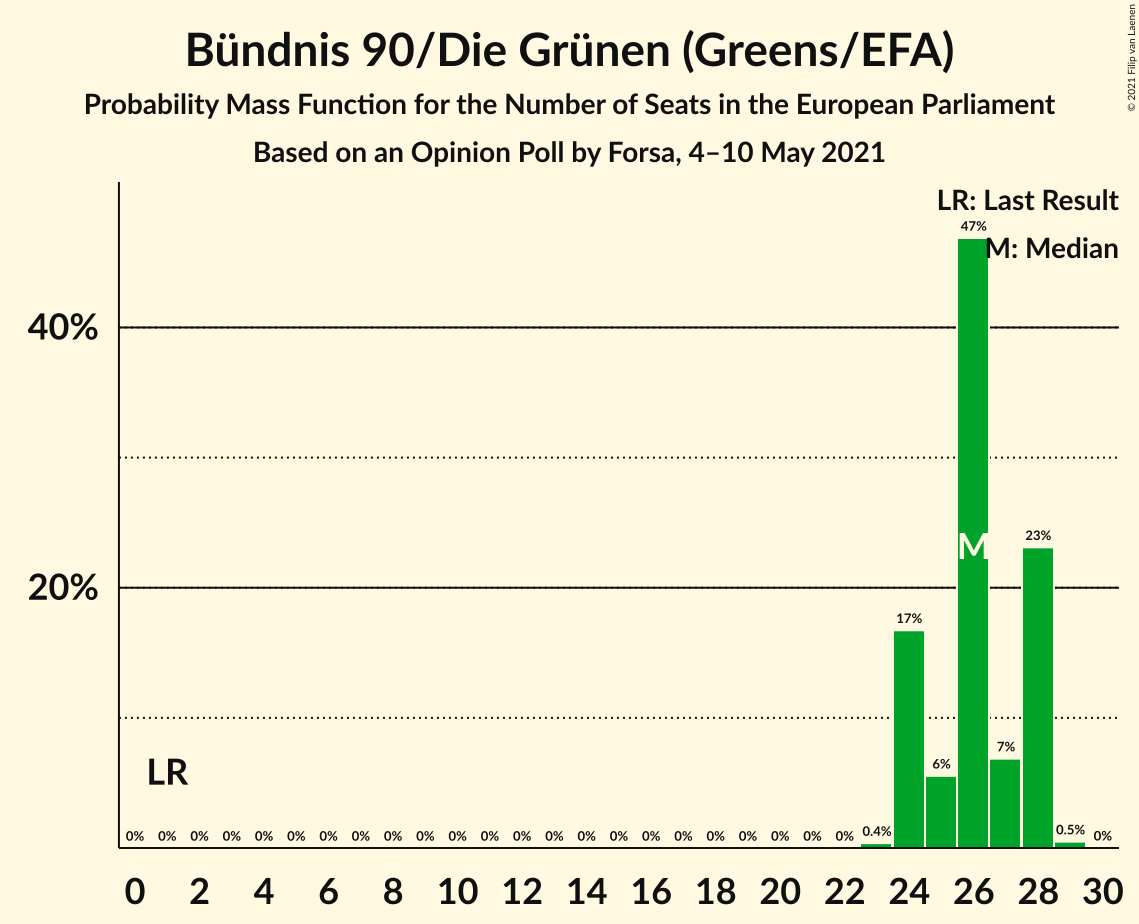 Bündnis 90/Die Grünen (Greens/EFA)
Probability Mass Function for the Number of Seats in the European Parliament
Based on an Opinion Poll by Forsa, 4–10 May 2021
© 2021 Filip van Laenen
LR: Last Result
47%
M: Median
40%
M
23%
20%
17%
7%
6%
LR
0% 0% 0% 0% 0% 0% 0% 0% 0% 0% 0% 0% 0% 0% 0% 0% 0% 0% 0% 0% 0% 0% 0% 0.4% 0.5% 0%
0 2 4 6 8 10 12 14 16 18 20 22 24 26 28 30